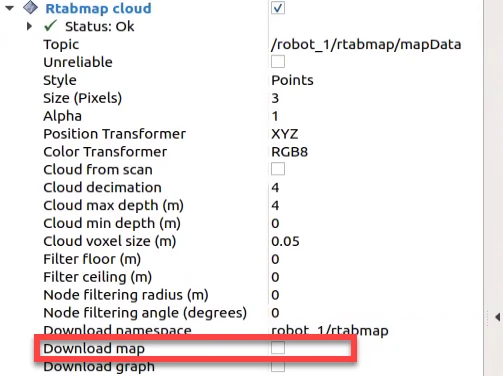 Rtabmap cloud
Status: Ok
Topic /robot_1/rtabmap/mapData
Unreliable
Style Points
Size (Pixels) 3
Alpha 1
Position Transformer XYZ
Color Transformer RGB8
Cloud from scan
Cloud decimation 4
Cloud max depth (m) 4
Cloud min depth (m) 0
Cloud voxel size (m) 0.05
Filter floor (m) 0
Filter ceiling (m) 0
Node filtering radius (m) 0
Node filtering angle (degrees) 0
Download namespace robot_1/rtabmap
Download map
Download graph